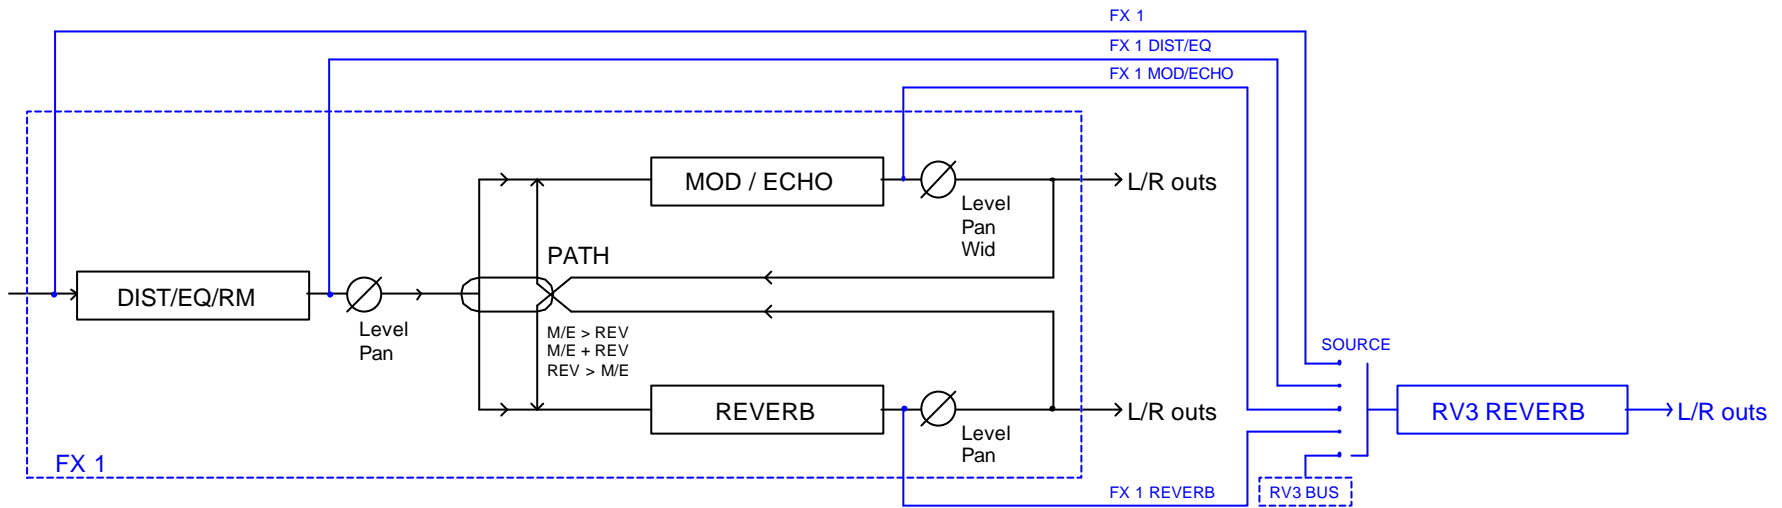 FX 1
FX 1 DIST/EQ
FX 1 MOD/ECHO
MOD / ECHO
L/R outs
Level
Pan
Wid
PATH
DIST/EQ/RM
Level
Pan
M/E > REV
M/E + REV
REV > M/E
SOURCE
REVERB
L/R outs
RV3 REVERB
L/R outs
Level
Pan
FX 1
FX 1 REVERB
RV3 BUS